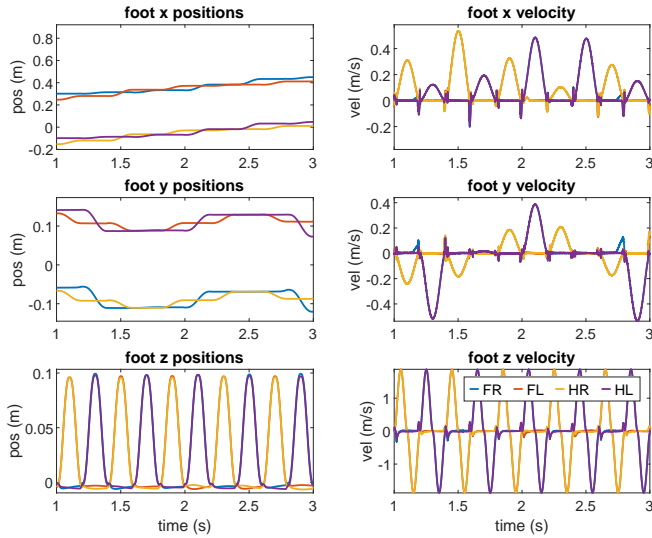 foot x positions
0.8
0.6
0.4
0.2
0
-0.2
pos (m)
1 1.5 2 2.5 3
foot x velocity
0.4
0.2
0
-0.2
vel (m/s)
1 1.5 2 2.5 3
foot y positions
0.1
0
-0.1
pos (m)
1 1.5 2 2.5 3
foot y velocity
0.4
0.2
0
-0.2
-0.4
vel (m/s)
1 1.5 2 2.5 3
foot z positions
0.1
0.05
0
pos (m)
1 1.5 2 2.5 3
time (s)
foot z velocity
FR FL HR HL
1
0
-1
vel (m/s)
1 1.5 2 2.5 3
time (s)